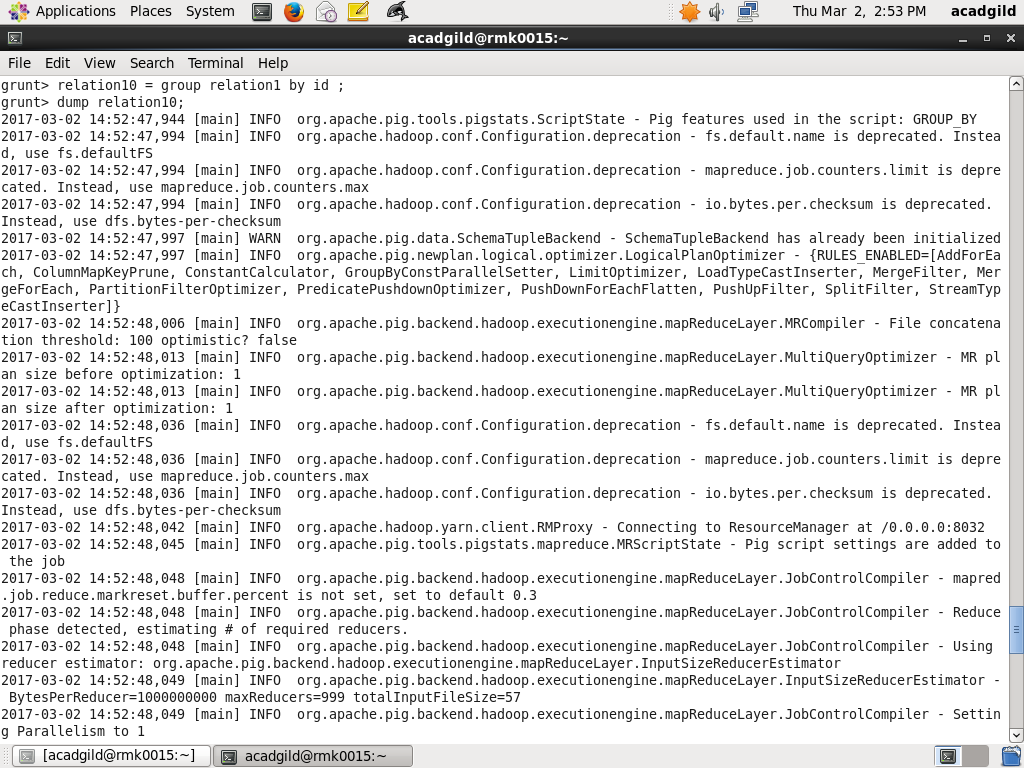 Applications Places System Thu Mar 2, 2:53 PM acadgild
acadgild@rmk0015:~
File Edit View Search Terminal Help
grunt> relation10 = group relation1 by id ;
grunt> dump relation10;
2017-03-02 14:52:47,944 [main] INFO  org.apache.pig.tools.pigstats.ScriptState - Pig features used in the script: GROUP_BY
2017-03-02 14:52:47,994 [main] INFO  org.apache.hadoop.conf.Configuration.deprecation - fs.default.name is deprecated. Instea
d, use fs.defaultFS
2017-03-02 14:52:47,994 [main] INFO  org.apache.hadoop.conf.Configuration.deprecation - mapreduce.job.counters.limit is depre
cated. Instead, use mapreduce.job.counters.max
2017-03-02 14:52:47,994 [main] INFO  org.apache.hadoop.conf.Configuration.deprecation - io.bytes.per.checksum is deprecated.
Instead, use dfs.bytes-per-checksum
2017-03-02 14:52:47,997 [main] WARN  org.apache.pig.data.SchemaTupleBackend - SchemaTupleBackend has already been initialized
2017-03-02 14:52:47,997 [main] INFO  org.apache.pig.newplan.logical.optimizer.LogicalPlanOptimizer - {RULES_ENABLED=[AddForEa
ch, ColumnMapKeyPrune, ConstantCalculator, GroupByConstParallelSetter, LimitOptimizer, LoadTypeCastInserter, MergeFilter, Mer
geForEach, PartitionFilterOptimizer, PredicatePushdownOptimizer, PushDownForEachFlatten, PushUpFilter, SplitFilter, StreamTyp
eCastInserter]}
2017-03-02 14:52:48,006 [main] INFO  org.apache.pig.backend.hadoop.executionengine.mapReduceLayer.MRCompiler - File concatena
tion threshold: 100 optimistic? false
2017-03-02 14:52:48,013 [main] INFO  org.apache.pig.backend.hadoop.executionengine.mapReduceLayer.MultiQueryOptimizer - MR pl
an size before optimization: 1
2017-03-02 14:52:48,013 [main] INFO  org.apache.pig.backend.hadoop.executionengine.mapReduceLayer.MultiQueryOptimizer - MR pl
an size after optimization: 1
2017-03-02 14:52:48,036 [main] INFO  org.apache.hadoop.conf.Configuration.deprecation - fs.default.name is deprecated. Instea
d, use fs.defaultFS
2017-03-02 14:52:48,036 [main] INFO  org.apache.hadoop.conf.Configuration.deprecation - mapreduce.job.counters.limit is depre
cated. Instead, use mapreduce.job.counters.max
2017-03-02 14:52:48,036 [main] INFO  org.apache.hadoop.conf.Configuration.deprecation - io.bytes.per.checksum is deprecated.
Instead, use dfs.bytes-per-checksum
2017-03-02 14:52:48,042 [main] INFO  org.apache.hadoop.yarn.client.RMProxy - Connecting to ResourceManager at /0.0.0.0:8032
2017-03-02 14:52:48,045 [main] INFO  org.apache.pig.tools.pigstats.mapreduce.MRScriptState - Pig script settings are added to
 the job
2017-03-02 14:52:48,048 [main] INFO  org.apache.pig.backend.hadoop.executionengine.mapReduceLayer.JobControlCompiler - mapred
.job.reduce.markreset.buffer.percent is not set, set to default 0.3
2017-03-02 14:52:48,048 [main] INFO  org.apache.pig.backend.hadoop.executionengine.mapReduceLayer.JobControlCompiler - Reduce
 phase detected, estimating # of required reducers.
2017-03-02 14:52:48,048 [main] INFO  org.apache.pig.backend.hadoop.executionengine.mapReduceLayer.JobControlCompiler - Using
reducer estimator: org.apache.pig.backend.hadoop.executionengine.mapReduceLayer.InputSizeReducerEstimator
2017-03-02 14:52:48,049 [main] INFO  org.apache.pig.backend.hadoop.executionengine.mapReduceLayer.InputSizeReducerEstimator -
 BytesPerReducer=1000000000 maxReducers=999 totalInputFileSize=57
2017-03-02 14:52:48,049 [main] INFO  org.apache.pig.backend.hadoop.executionengine.mapReduceLayer.JobControlCompiler - Settin
g Parallelism to 1
[acadgild@rmk0015:~] acadgild@rmk0015:~